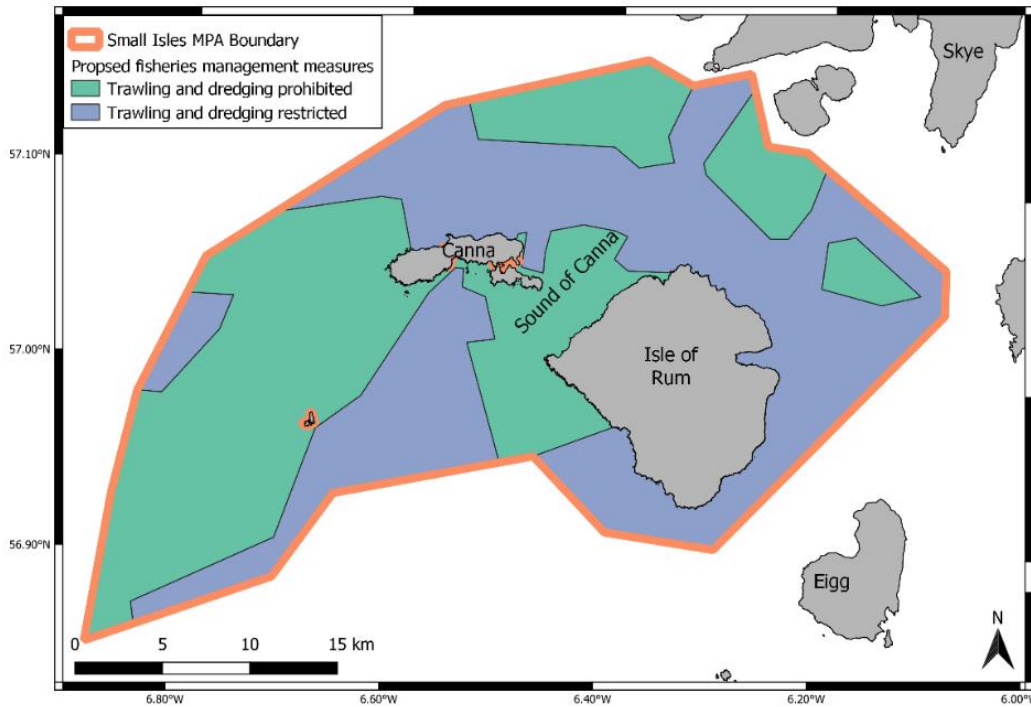 Small Isles MPA Boundary
Propsed fisheries management measures
Trawling and dredging prohibited
Trawling and dredging restricted
Skye
57.10°N
Canna
Sound of Canna
57.00°N
Isle of
Rum
56.90°N
Eigg
N
0 5 10 15 km
6.80°W 6.60°W 6.40°W 6.20°W 6.00°W